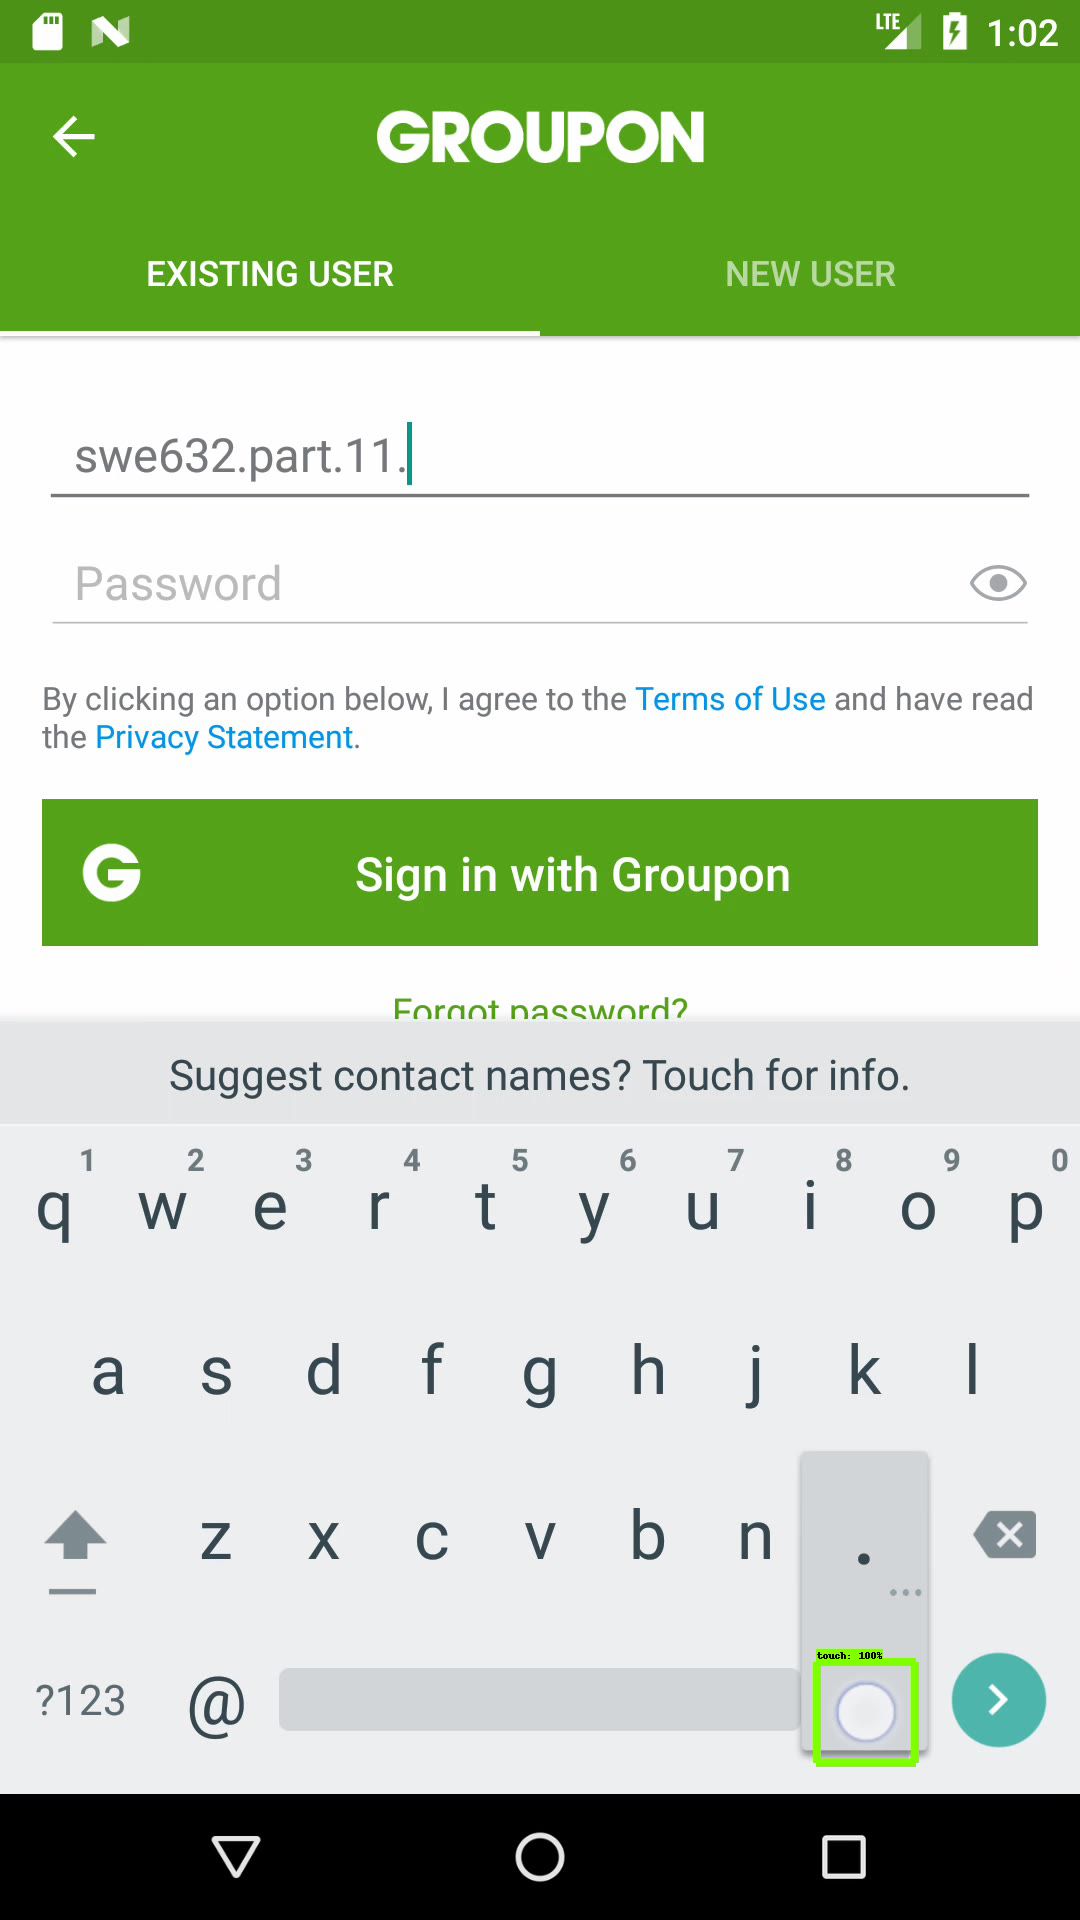 LTE 1:02
GROUPON
EXISTING USER NEW USER
swe632.part.11.
Password
By clicking an option below, I agree to the Terms of Use and have read
the Privacy Statement.
G Sign in with Groupon
Forgot password?
Suggest contact names? Touch for info.
1 2 3 4 5 6 7 8 9 0
q w e r t y u i o p
a s d f g h j k l
z x c v b n .
...
touch: 100%
?123 @